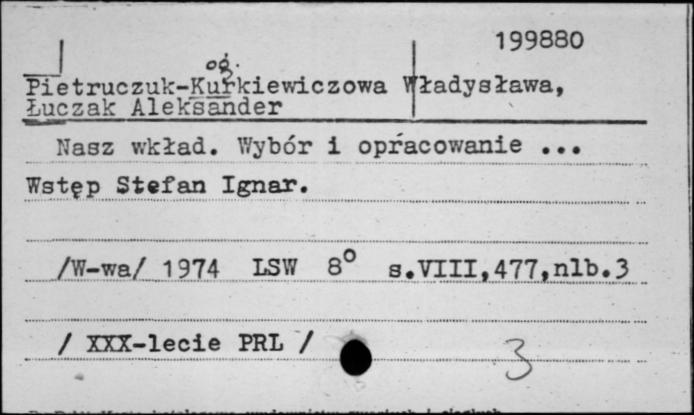 199880
og.
Pietruczuk-Kurkiewiczowa Władysława,
Łuczak Aleksander
Nasz wkład. Wybór i opracowanie ...
Wstęp Stefan Ignar.
/W-wa/ 1974 LSW 8° s.VIII,477,nlb.3
/ XXX-lecie PRL /
3